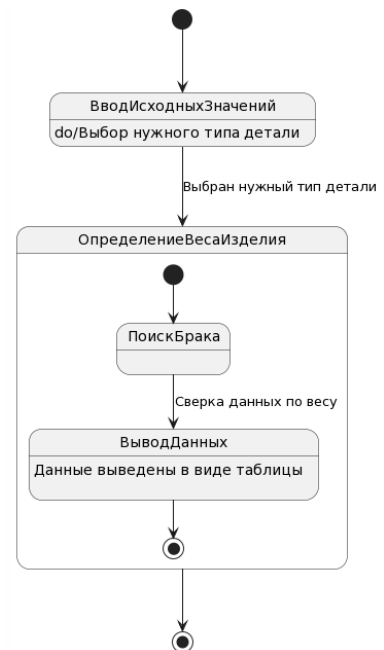 ВводИсходныхЗначений
do/Выбор нужного типа детали
Выбран нужный тип детали
ОпределениеВесаИзделия
ПоискБрака
Сверка данных по весу
ВыводДанных
Данные выведены в виде таблицы